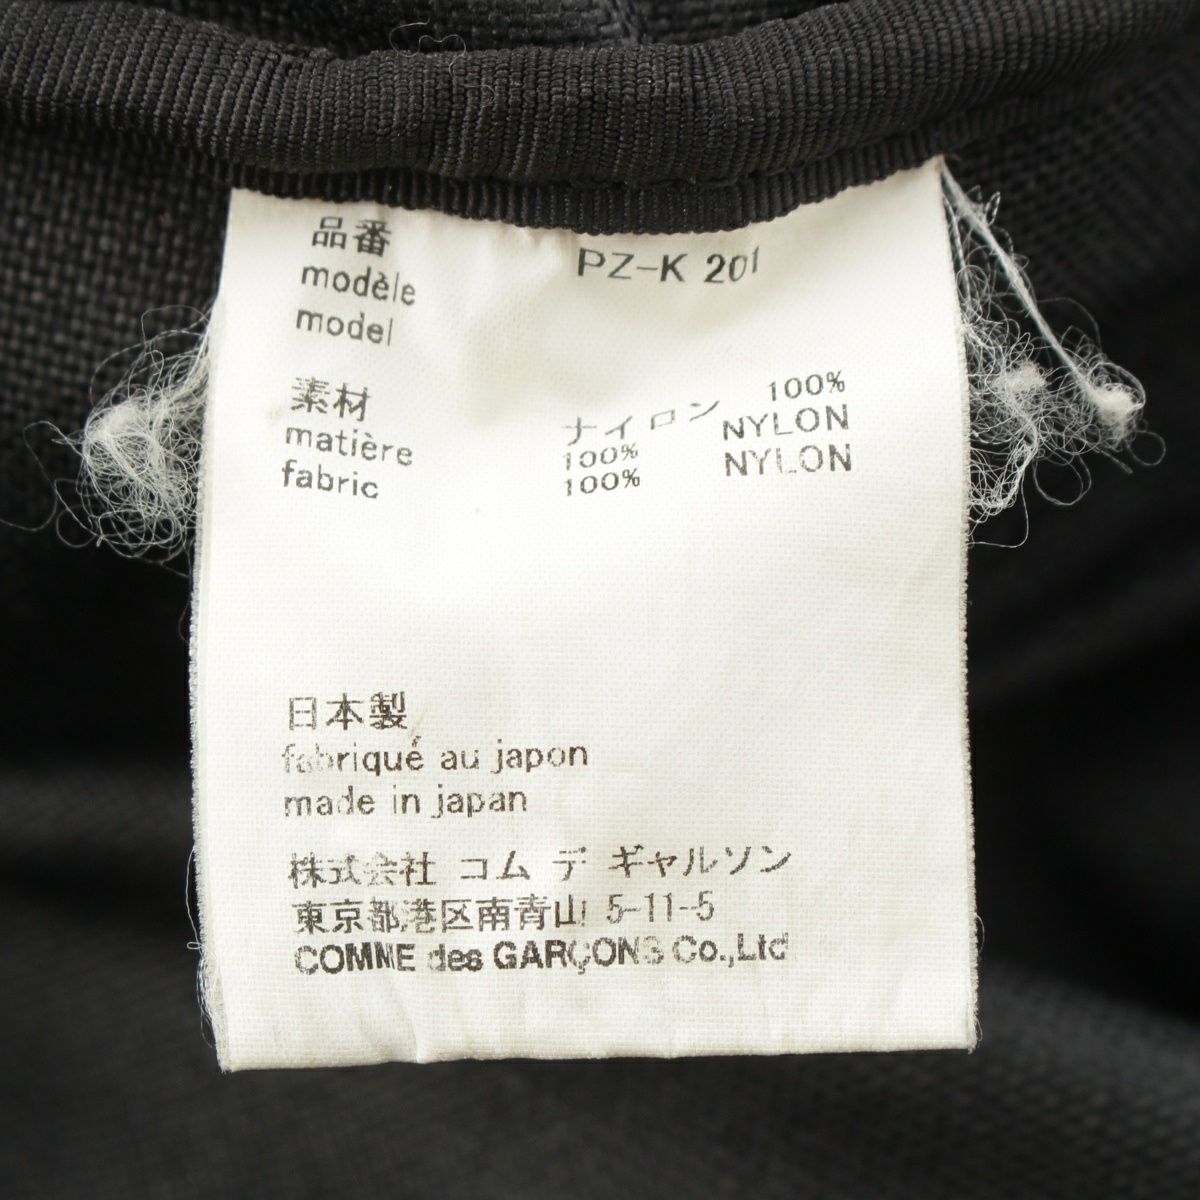 品番 PZ-K 201
modèle
model
素材 ナイロン 100%
matière 100% NYLON
fabric 100% NYLON
日本製
fabriqué au japon
made in japan
株式会社 コム デ ギャルソン
東京都港区南青山 5-11-5
COMME des GARÇONS Co.,Ltd